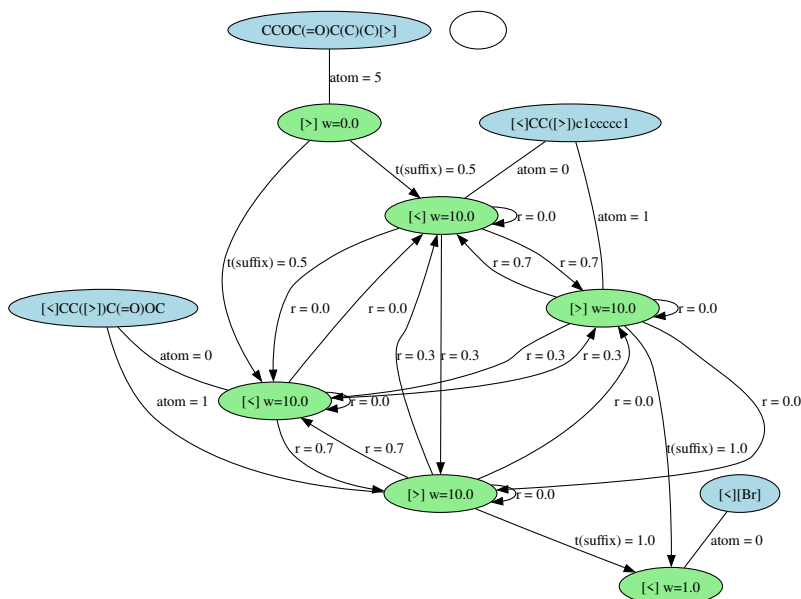 CCOC(=O)C(C)(C)[>]
atom = 5
[>] w=0.0
[<]CC([>])c1ccccc1
t(suffix) = 0.5
atom = 0
[<] w=10.0
r = 0.0
atom = 1
t(suffix) = 0.5
r = 0.7
r = 0.7
[<]CC([>])C(=O)OC
r = 0.0
r = 0.0
[>] w=10.0
r = 0.0
atom = 0
r = 0.3
r = 0.3
r = 0.3
r = 0.3
[<] w=10.0
r = 0.0
atom = 1
r = 0.0
r = 0.0
r = 0.7
r = 0.7
t(suffix) = 1.0
[>] w=10.0
r = 0.0
[<][Br]
t(suffix) = 1.0
atom = 0
[<] w=1.0